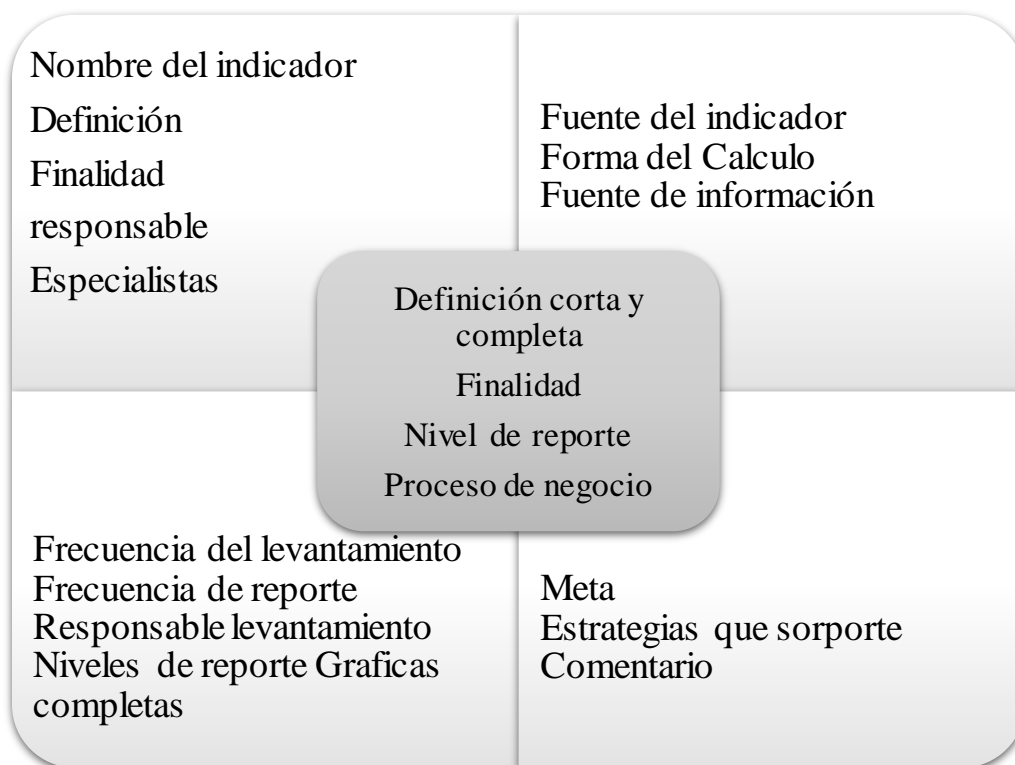 Nombre del indicador
Definición
Finalidad
responsable
Especialistas
Fuente del indicador
Forma del Calculo
Fuente de información
Definición corta y
completa
Finalidad
Nivel de reporte
Proceso de negocio
Frecuencia del levantamiento
Frecuencia de reporte
Responsable levantamiento
Niveles de reporte Graficas
completas
Meta
Estrategias que sorporte
Comentario